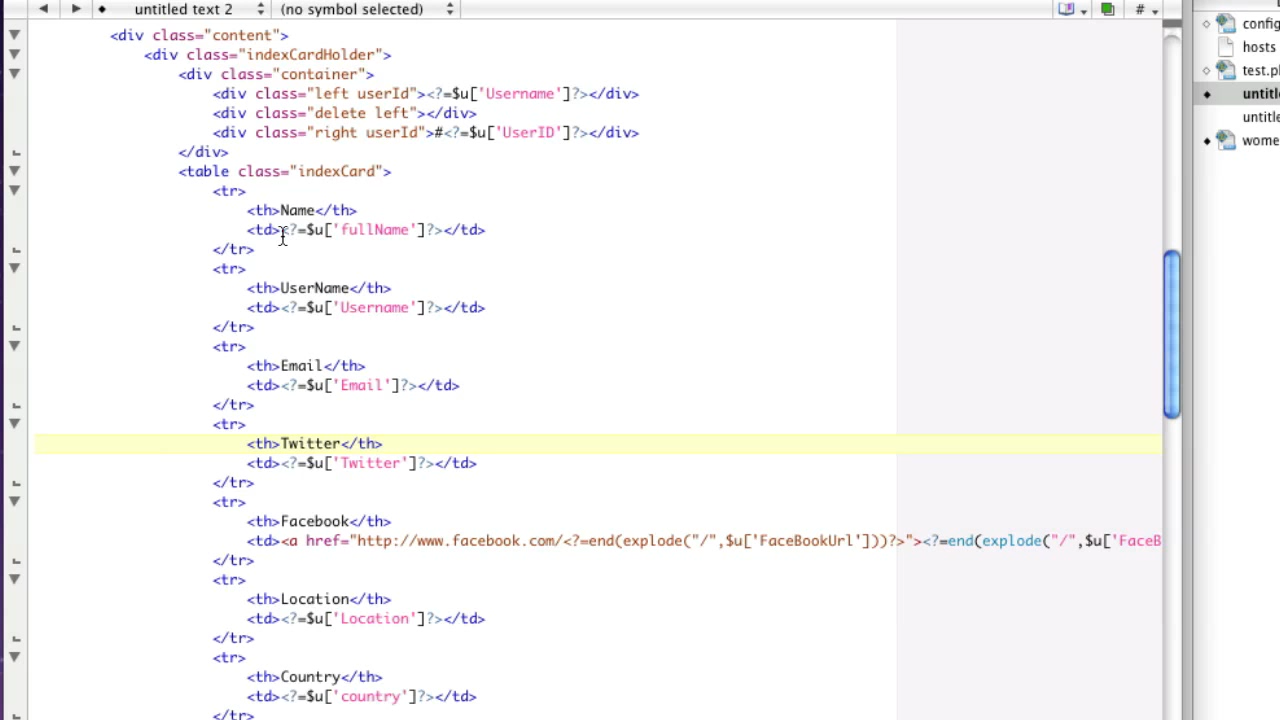 untitled text 2
(no symbol selected)
#
<div class="content">
<div class="indexCardHolder">
<div class="container">
<div class="left userId"><?=$u['Username']?></div>
<div class="delete left"></div>
<div class="right userId">#<?=$u['UserID']?></div>
</div>
<table class="indexCard">
<tr>
<th>Name</th>
<td><?=$u['fullName']?></td>
</tr>
<tr>
<th>UserName</th>
<td><?=$u['Username']?></td>
</tr>
<tr>
<th>Email</th>
<td><?=$u['Email']?></td>
</tr>
<tr>
<th>Twitter</th>
<td><?=$u['Twitter']?></td>
</tr>
<tr>
<th>Facebook</th>
<td><a href="http://www.facebook.com/<?=end(explode("/",$u['FaceBookUrl']))?>"><?=end(explode("/",$u['FaceB
</tr>
<tr>
<th>Location</th>
<td><?=$u['Location']?></td>
</tr>
<tr>
<th>Country</th>
<td><?=$u['country']?></td>
</tr>
config
hosts
test.p
untitl
untitle
wome